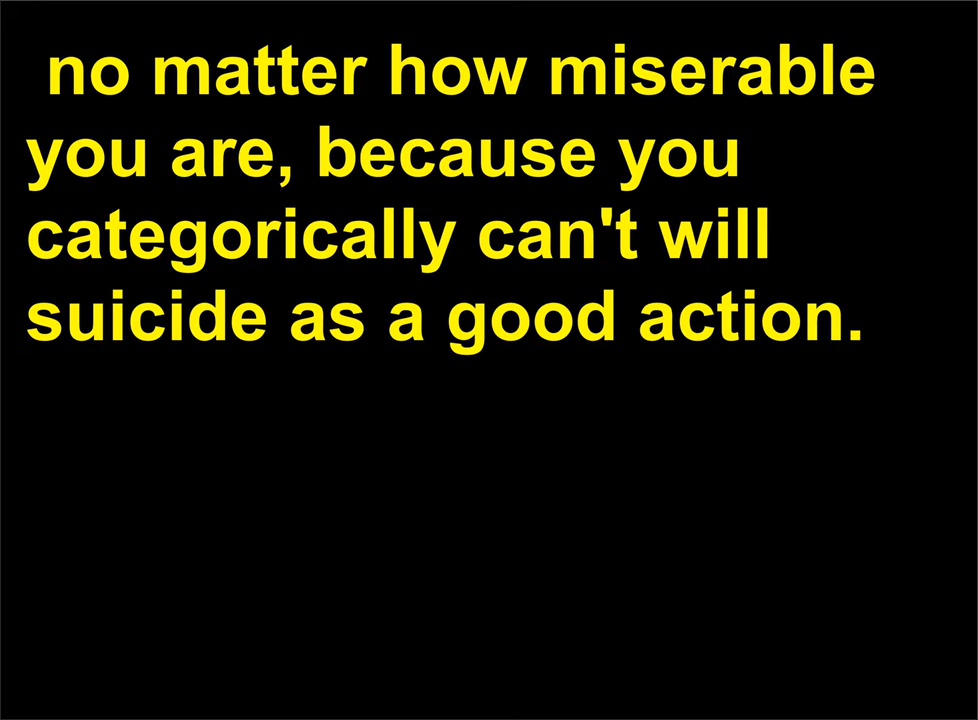 no matter how miserable
you are, because you
categorically can't will
suicide as a good action.